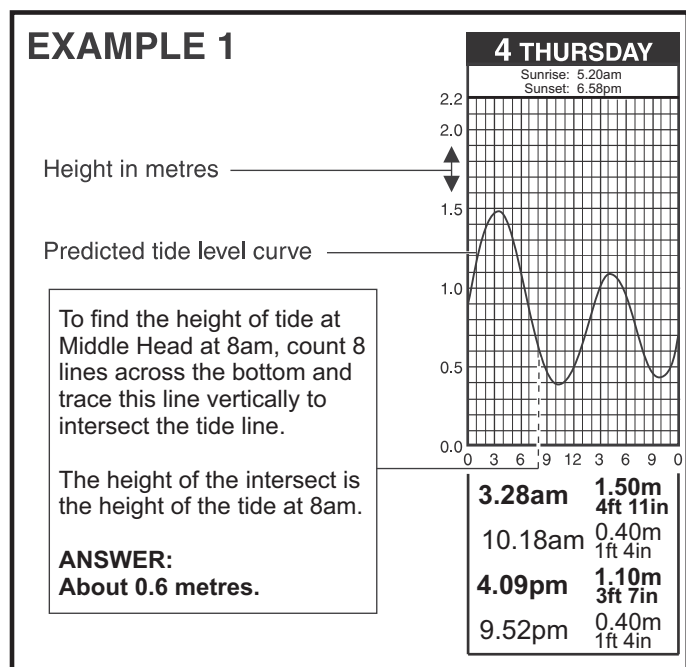 EXAMPLE 1
4 THURSDAY
Sunrise: 5.20am
Sunset: 6.58pm
2.2
2.0
Height in metres
1.5
Predicted tide level curve
1.0
0.5
0.0
0 3 6 9 12 3 6 9 0
To find the height of tide at
Middle Head at 8am, count 8
lines across the bottom and
trace this line vertically to
intersect the tide line.
The height of the intersect is
the height of the tide at 8am.
ANSWER:
About 0.6 metres.
3.28am 1.50m
4ft 11in
10.18am 0.40m
1ft 4in
4.09pm 1.10m
3ft 7in
9.52pm 0.40m
1ft 4in